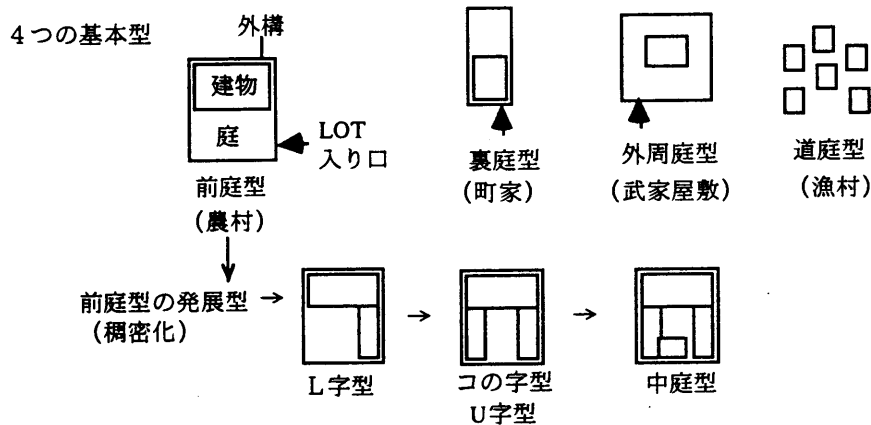 4つの基本型
外構
建物
庭
LOT
入り口
前庭型
(農村)
裏庭型
(町家)
外周庭型
(武家屋敷)
道庭型
(漁村)
前庭型の発展型 →
(稠密化)
→
→
L字型
コの字型
U字型
中庭型